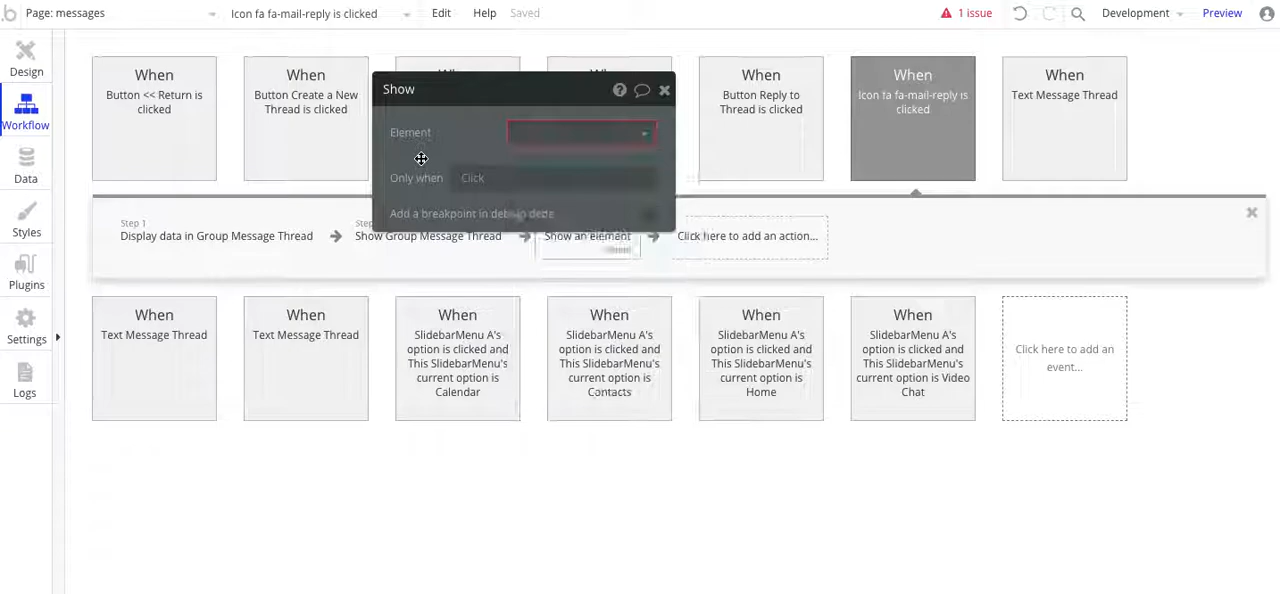 Page: messages
Icon fa fa-mail-reply is clicked
Edit
Help
Saved
1 issue
Development
Preview
Design
Workflow
Data
Styles
Plugins
Settings
Logs
When
Button << Return is
clicked
When
Button Create a New
Thread is clicked
When
Button Reply to
Thread is clicked
When
Icon fa fa-mail-reply is
clicked
When
Text Message Thread
Show
Element
Only when
Click
Add a breakpoint in debug
Step 1
Display data in Group Message Thread
Show Group Message Thread
Show an element
Click here to add an action...
When
Text Message Thread
When
Text Message Thread
When
SlidebarMenu A's
option is clicked and
This SlidebarMenu's
current option is
Calendar
When
SlidebarMenu A's
option is clicked and
This SlidebarMenu's
current option is
Contacts
When
SlidebarMenu A's
option is clicked and
This SlidebarMenu's
current option is
Home
When
SlidebarMenu A's
option is clicked and
This SlidebarMenu's
current option is Video
Chat
Click here to add an
event...